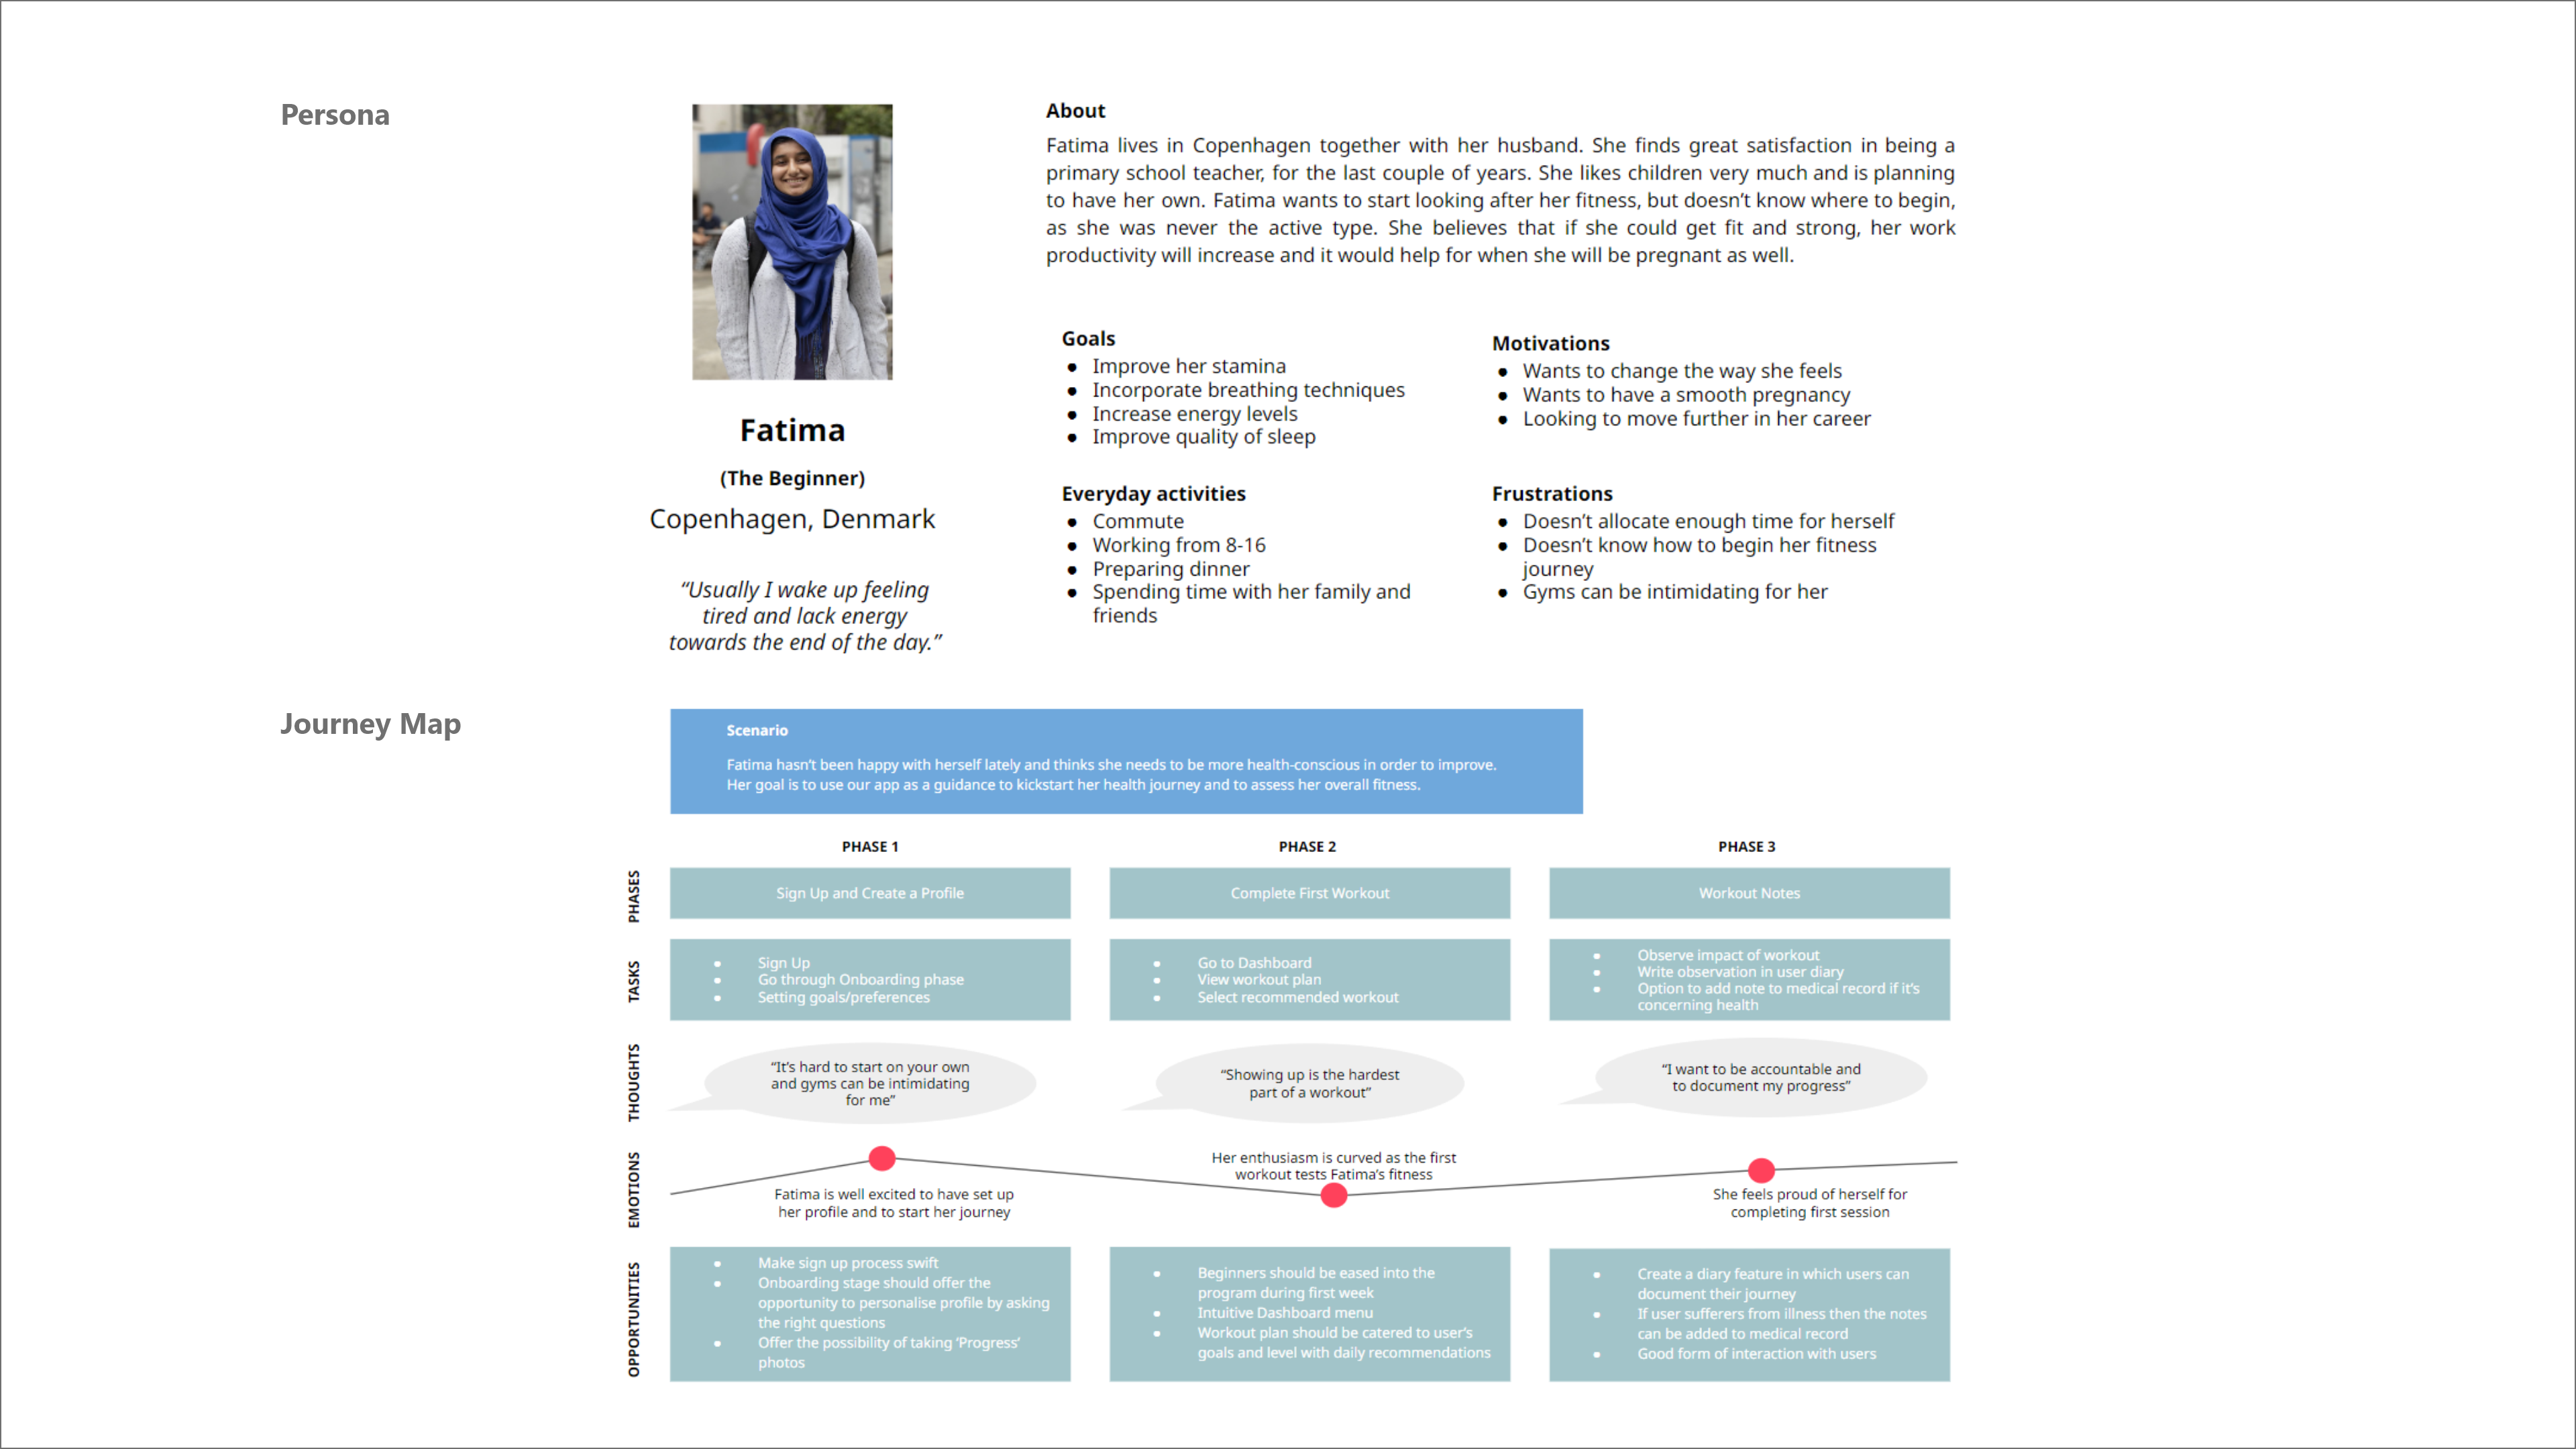 Persona
Fatima
(The Beginner)
Copenhagen, Denmark
“Usually I wake up feeling
tired and lack energy
towards the end of the day.”
About
Fatima lives in Copenhagen together with her husband. She finds great satisfaction in being a
primary school teacher, for the last couple of years. She likes children very much and is planning
to have her own. Fatima wants to start looking after her fitness, but doesn’t know where to begin,
as she was never the active type. She believes that if she could get fit and strong, her work
productivity will increase and it would help for when she will be pregnant as well.
Goals
● Improve her stamina
● Incorporate breathing techniques
● Increase energy levels
● Improve quality of sleep
Motivations
● Wants to change the way she feels
● Wants to have a smooth pregnancy
● Looking to move further in her career
Everyday activities
● Commute
● Working from 8-16
● Preparing dinner
● Spending time with her family and
friends
Frustrations
● Doesn’t allocate enough time for herself
● Doesn’t know how to begin her fitness
journey
● Gyms can be intimidating for her
Journey Map
Scenario
Fatima hasn’t been happy with herself lately and thinks she needs to be more health-conscious in order to improve.
Her goal is to use our app as a guidance to kickstart her health journey and to assess her overall fitness.
PHASE 1
PHASE 2
PHASE 3
PHASES
Sign Up and Create a Profile
Complete First Workout
Workout Notes
TASKS
● Sign Up
● Go through Onboarding phase
● Setting goals/preferences
● Go to Dashboard
● View workout plan
● Select recommended workout
● Observe impact of workout
● Write observation in user diary
● Option to add note to medical record if it’s
concerning health
THOUGHTS
“It’s hard to start on your own
and gyms can be intimidating
for me”
“Showing up is the hardest
part of a workout”
“I want to be accountable and
to document my progress”
EMOTIONS
Fatima is well excited to have set up
her profile and to start her journey
Her enthusiasm is curved as the first
workout tests Fatima’s fitness
She feels proud of herself for
completing first session
OPPORTUNITIES
● Make sign up process swift
● Onboarding stage should offer the
opportunity to personalise profile by asking
the right questions
● Offer the possibility of taking ‘Progress’
photos
● Beginners should be eased into the
program during first week
● Intuitive Dashboard menu
● Workout plan should be catered to user’s
goals and level with daily recommendations
● Create a diary feature in which users can
document their journey
● If user sufferers from illness then the notes
can be added to medical record
● Good form of interaction with users